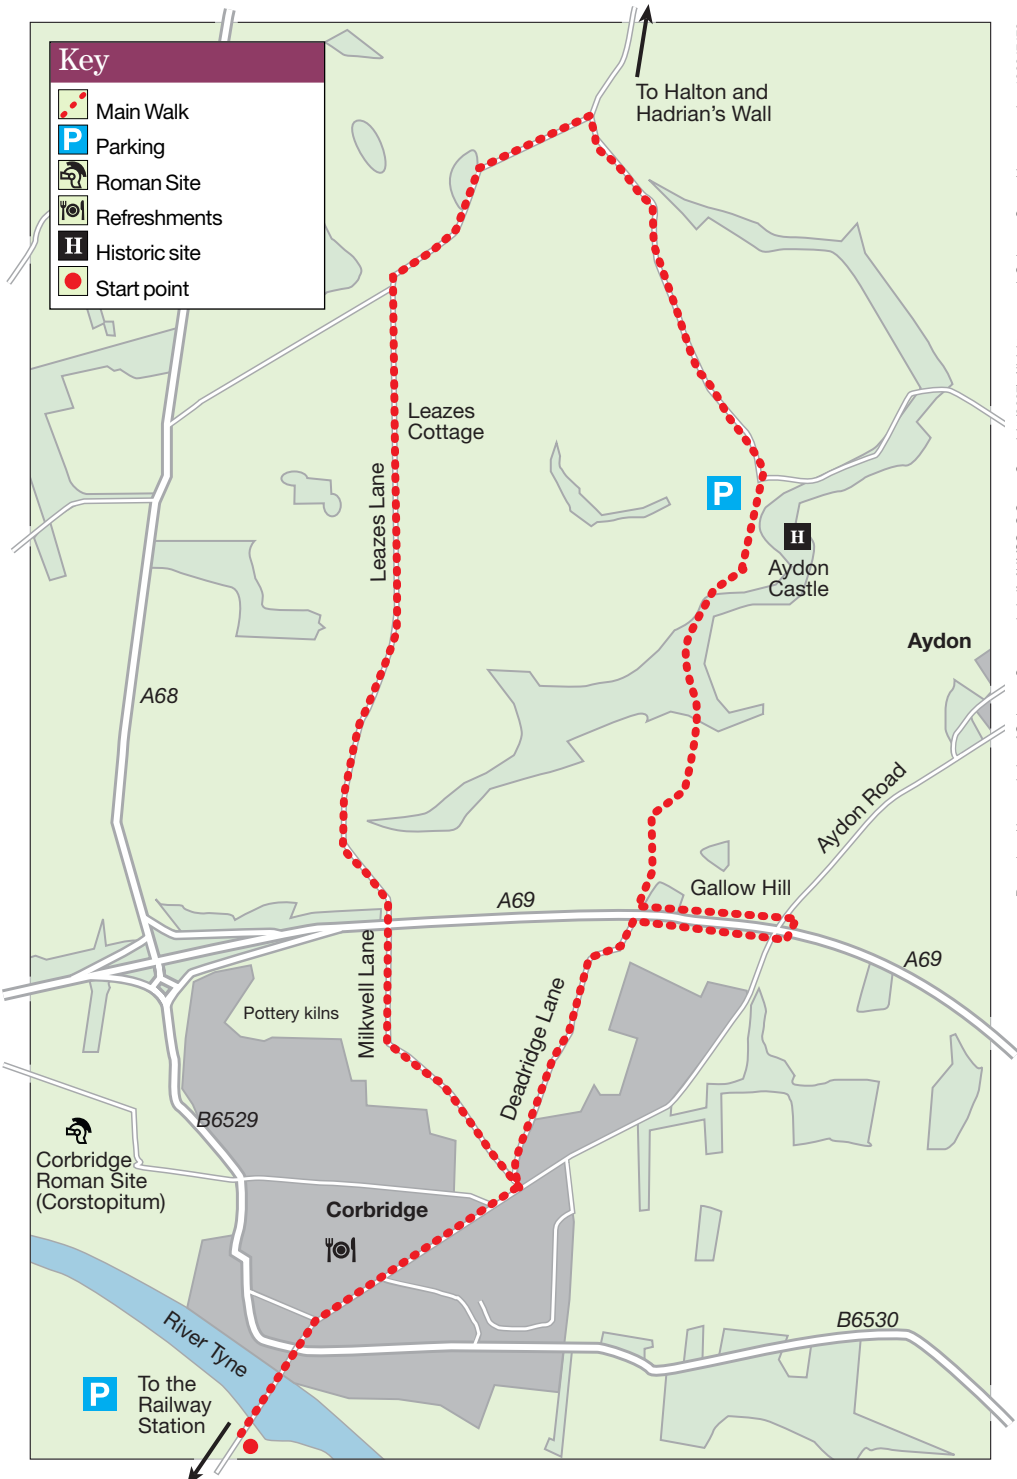 Key
Main Walk
P
Parking
Roman Site
Refreshments
H
Historic site
Start point
To Halton and
Hadrian's Wall
Leazes
Cottage
Leazes Lane
P
H
Aydon
Castle
Aydon
A68
Aydon Road
Gallow Hill
A69
A69
Milkwell Lane
Pottery kilns
Deadridge Lane
B6529
Corbridge
Roman Site
(Corstopitum)
Corbridge
River Tyne
B6530
P
To the
Railway
Station